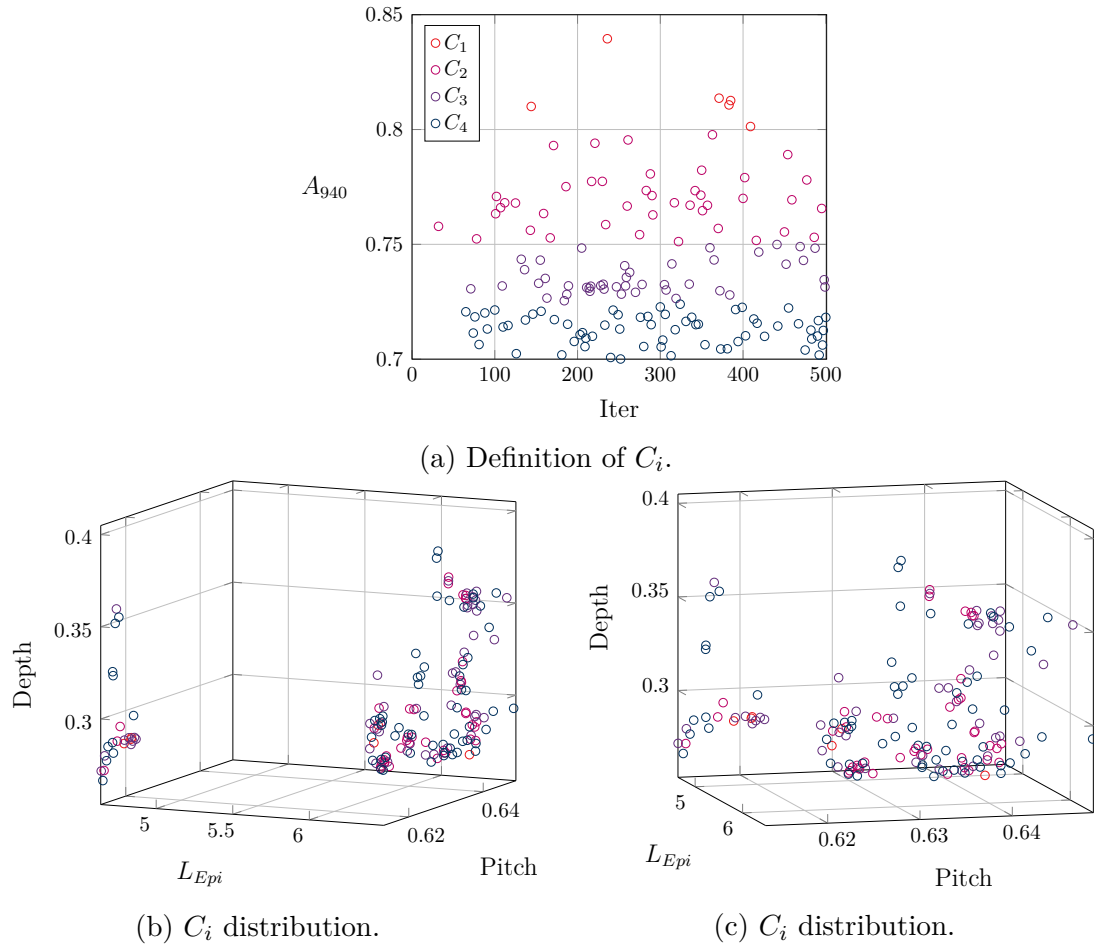 0.85
C₁
C₂
C₃
C₄
0.8
A₉₄₀
0.75
0.7
0 100 200 300 400 500
Iter
(a) Definition of Cᵢ.
0.4
0.35
0.3
Depth
5 5.5 6
0.62 0.64
L_Epi
Pitch
(b) Cᵢ distribution.
0.4
0.35
0.3
Depth
5
6
0.62 0.63 0.64
L_Epi
Pitch
(c) Cᵢ distribution.